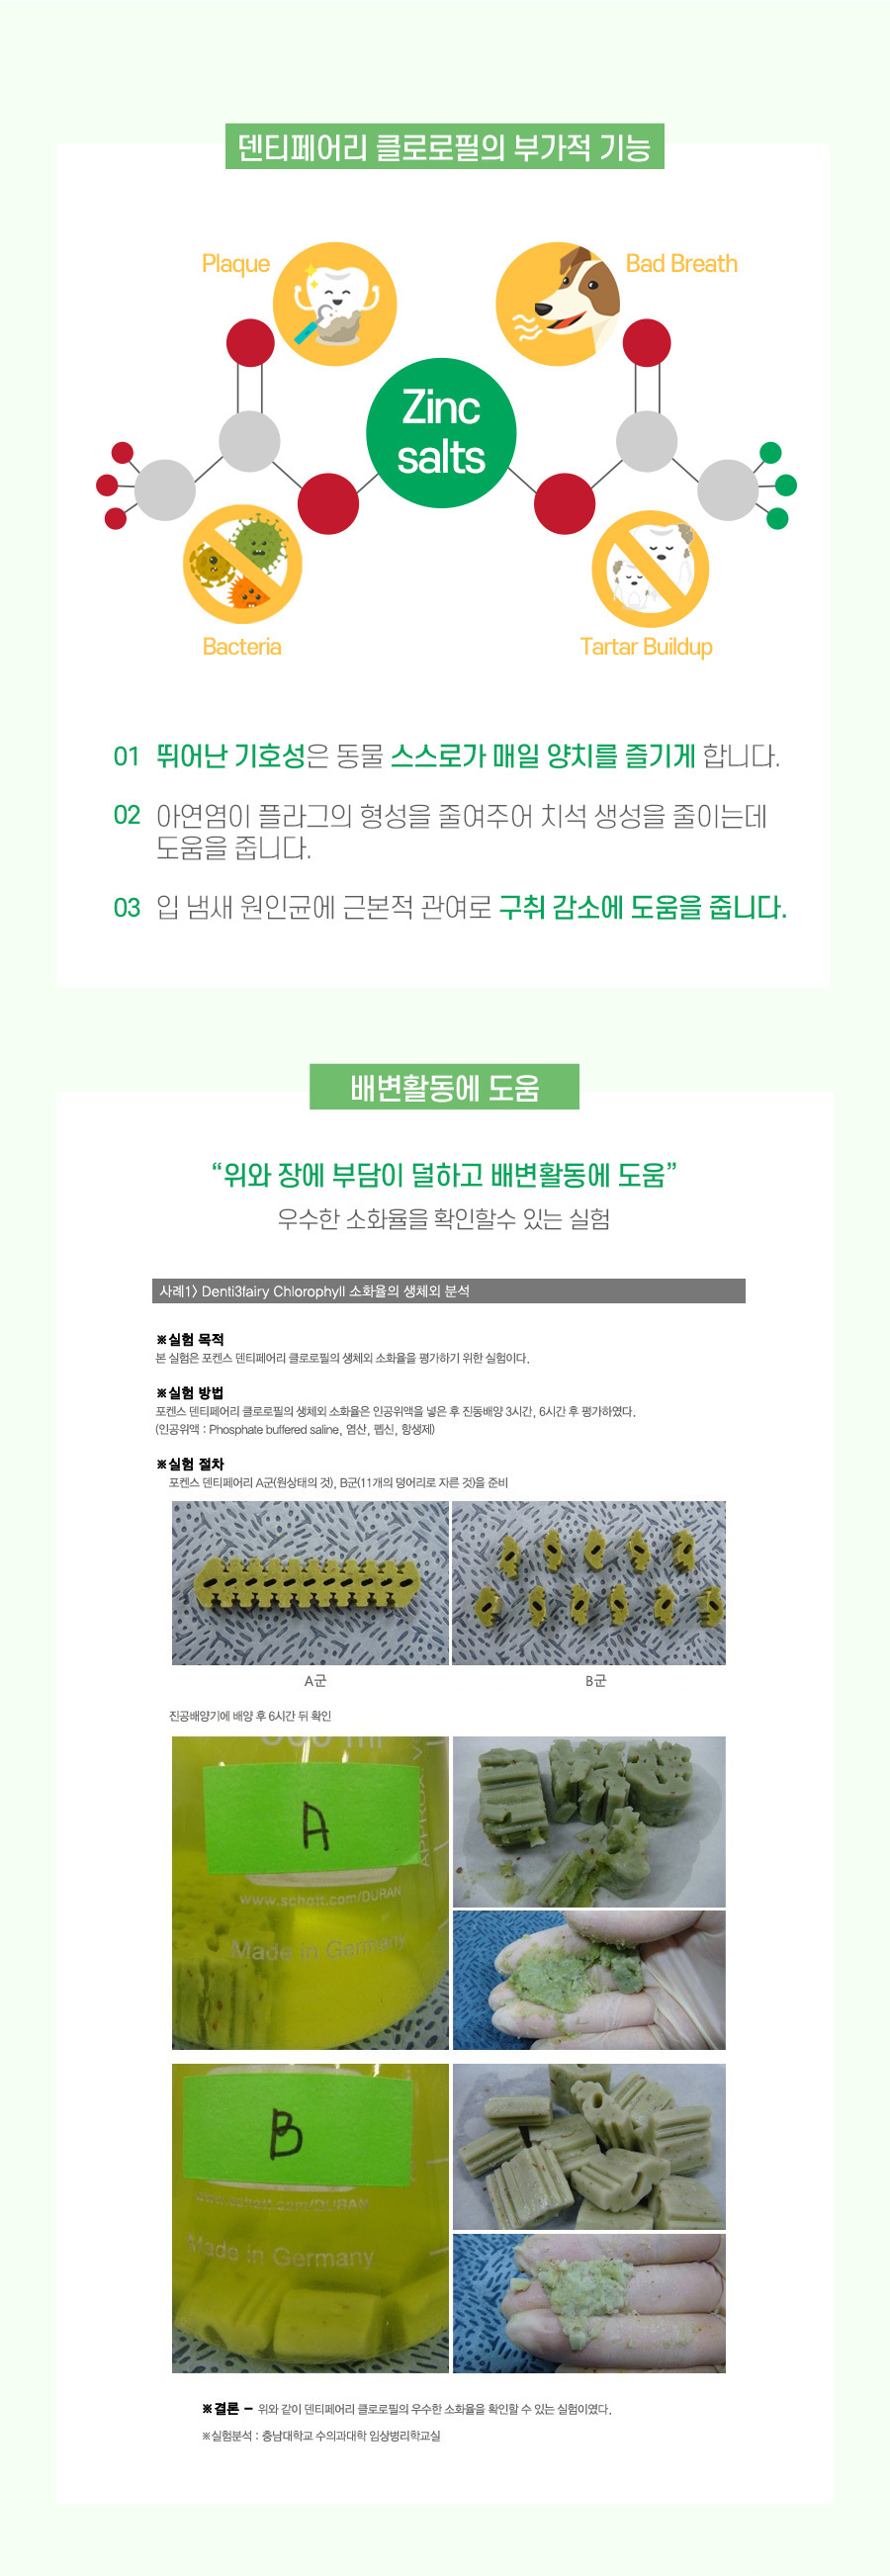 덴티페어리 클로로필의 부가적 기능
Plaque
Bad Breath
Zinc
salts
Bacteria
Tartar Buildup
01 뛰어난 기호성은 동물 스스로가 매일 양치를 즐기게 합니다.
02 아연염이 플라그의 형성을 줄여주어 치석 생성을 줄이는데
도움을 줍니다.
03 입 냄새 원인균에 근본적 관여로 구취 감소에 도움을 줍니다.
배변활동에 도움
“위와 장에 부담이 덜하고 배변활동에 도움”
우수한 소화율을 확인할수 있는 실험
사례1> Denti3fairy Chlorophyll 소화율의 생체외 분석
※실험 목적
본 실험은 포켄스 덴티페어리 클로로필의 생체외 소화율을 평가하기 위한 실험이다.
※실험 방법
포켄스 덴티페어리 클로로필의 생체외 소화율은 인공위액을 넣은 후 진동배양 3시간, 6시간 후 평가하였다.
(인공위액 : Phosphate buffered saline, 염산, 펩신, 항생제)
※실험 절차
포켄스 덴티페어리 A군(원상태의 것), B군(11개의 덩어리로 자른 것)을 준비
A군
B군
진공배양기에 배양 후 6시간 뒤 확인
ml
APPROX
A
www.schott.com/DURAN
Made in Germany
B
www.schott.com/DURAN
Made in Germany
※결론 – 위와 같이 덴티페어리 클로로필의 우수한 소화율을 확인할 수 있는 실험이였다.
※실험분석 : 충남대학교 수의과대학 임상병리학교실